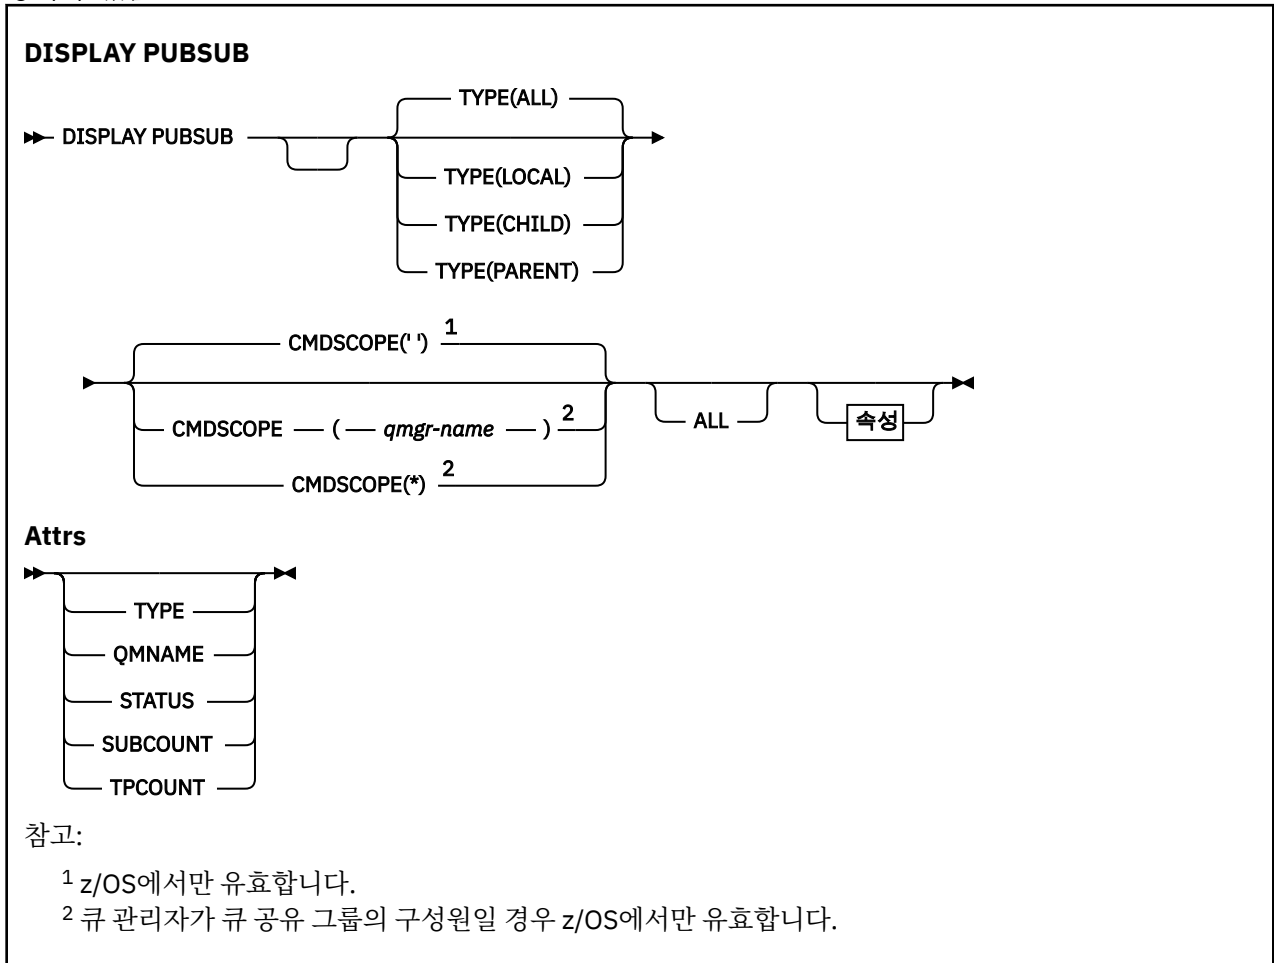 DISPLAY PUBSUB
TYPE(ALL)
DISPLAY PUBSUB
TYPE(LOCAL)
TYPE(CHILD)
TYPE(PARENT)
CMDSCOPE(' ') 1
CMDSCOPE ( qmgr-name ) 2
CMDSCOPE(*) 2
ALL
속성
Attrs
TYPE
QMNAME
STATUS
SUBCOUNT
TPCOUNT
참고:
1 z/OS에서만 유효합니다.
2 큐 관리자가 큐 공유 그룹의 구성원일 경우 z/OS에서만 유효합니다.